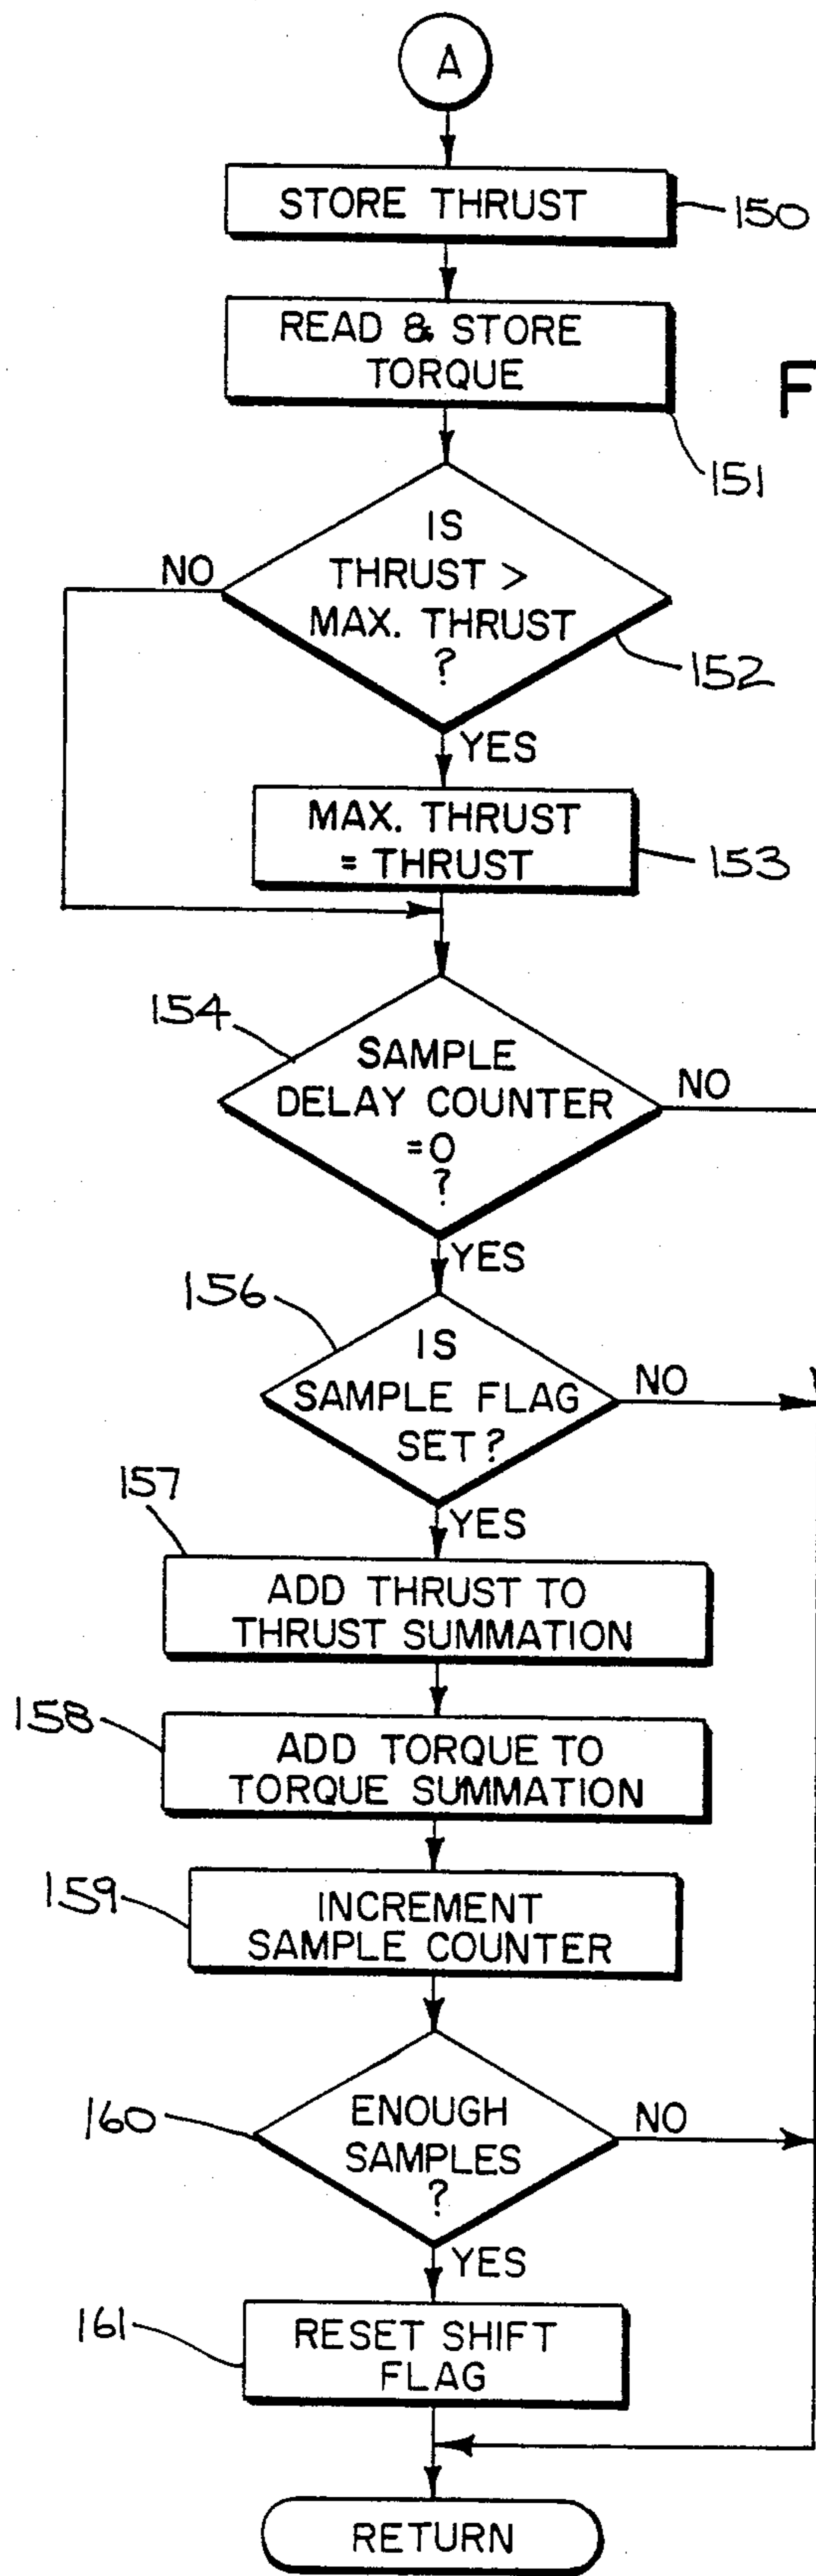 A
STORE THRUST
150
READ & STORE
TORQUE
F
151
IS
THRUST >
MAX. THRUST
?
NO
152
YES
MAX. THRUST
= THRUST
153
154
SAMPLE
DELAY COUNTER
=0
?
NO
YES
156
IS
SAMPLE FLAG
SET?
NO
YES
157
ADD THRUST TO
THRUST SUMMATION
158
ADD TORQUE TO
TORQUE SUMMATION
159
INCREMENT
SAMPLE COUNTER
160
ENOUGH
SAMPLES
?
NO
YES
161
RESET SHIFT
FLAG
RETURN